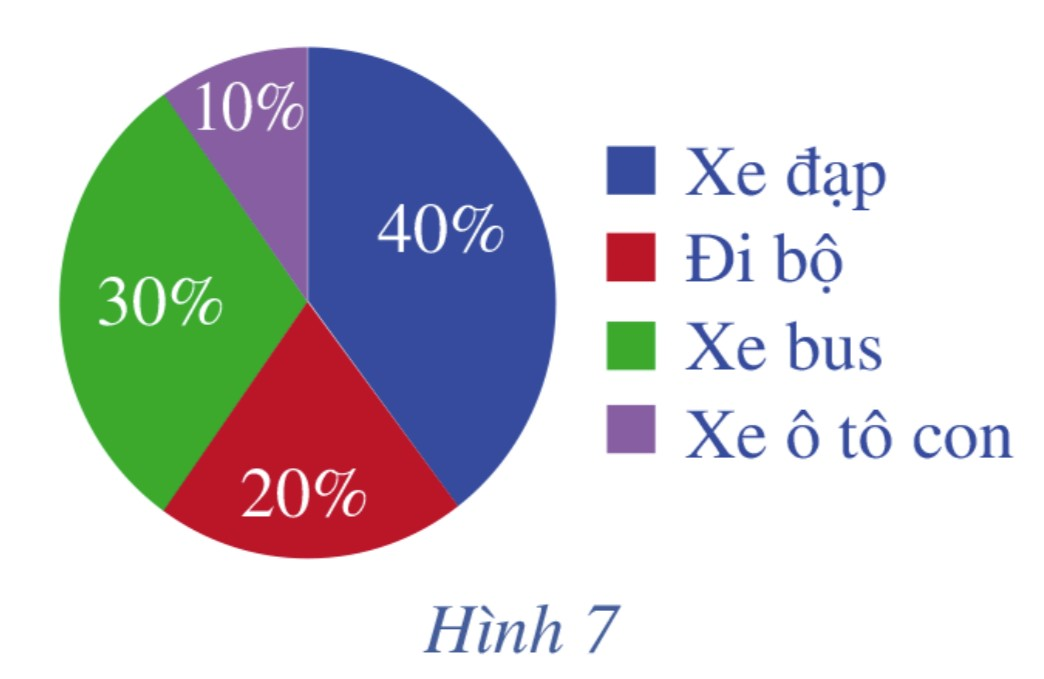 10%
40%
30%
20%
Xe đạp
Đi bộ
Xe bus
Xe ô tô con
Hình 7